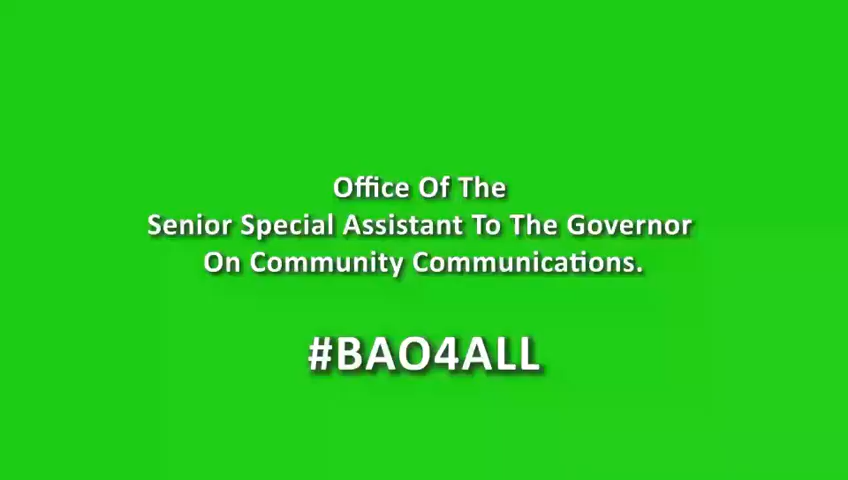 Office Of The
Senior Special Assistant To The Governor
On Community Communications.
#BAO4ALL